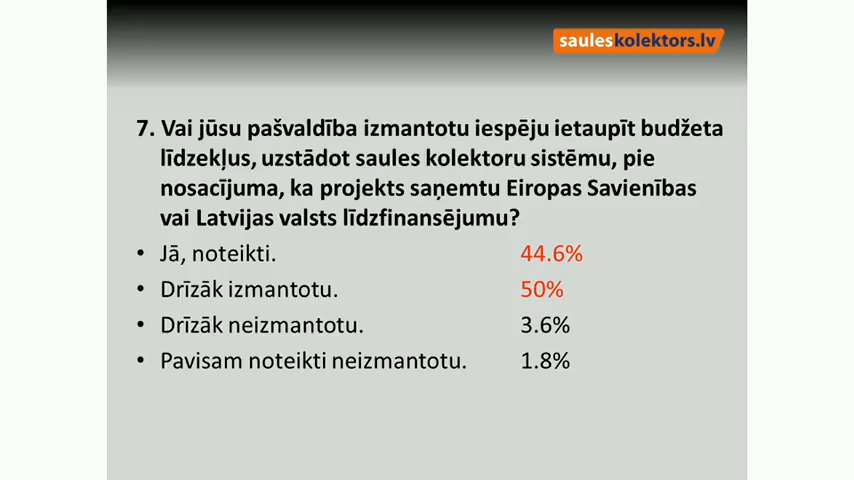 sauleskolektors.lv
7. Vai jūsu pašvaldība izmantotu iespēju ietaupīt budžeta
līdzekļus, uzstādot saules kolektoru sistēmu, pie
nosacījuma, ka projekts saņemtu Eiropas Savienības
vai Latvijas valsts līdzfinansējumu?
• Jā, noteikti. 44.6%
• Drīzāk izmantotu. 50%
• Drīzāk neizmantotu. 3.6%
• Pavisam noteikti neizmantotu. 1.8%